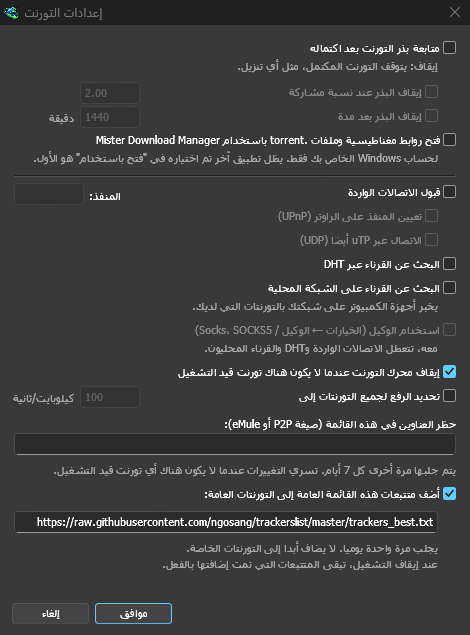 إعدادات التورنت
متابعة بذر التورنت بعد اكتماله
إيقاف: يتوقف التورنت المكتمل، مثل أي تنزيل.
إيقاف البذر عند نسبة مشاركة 2.00
إيقاف البذر بعد مدة 1440 دقيقة
فتح روابط مغناطيسية وملفات .torrent باستخدام Mister Download Manager
لحساب Windows الخاص بك فقط. يظل تطبيق آخر تم اختياره في "فتح باستخدام" هو الأول.
قبول الاتصالات الواردة المنفذ:
تعيين المنفذ على الراوتر (UPnP)
الاتصال عبر uTP أيضا (UDP)
البحث عن القرناء عبر DHT
البحث عن القرناء على الشبكة المحلية
يخبر أجهزة الكمبيوتر على شبكتك بالتورنتات التي لديك.
استخدام الوكيل (الخيارات ← الوكيل / Socks، SOCKS5)
معه، تتعطل الاتصالات الواردة وDHT والقرناء المحليون.
إيقاف محرك التورنت عندما لا يكون هناك تورنت قيد التشغيل
تحديد الرفع لجميع التورنتات إلى 100 كيلوبايت/ثانية
حظر العناوين في هذه القائمة (صيغة P2P أو eMule):
يتم جلبها مرة أخرى كل 7 أيام. تسري التغييرات عندما لا يكون هناك أي تورنت قيد التشغيل.
أضف متتبعات هذه القائمة العامة إلى التورنتات العامة:
https://raw.githubusercontent.com/ngosang/trackerslist/master/trackers_best.txt
يجلب مرة واحدة يوميا. لا يضاف أبدا إلى التورنتات الخاصة.
عند إيقاف التشغيل، تبقى المتتبعات التي تمت إضافتها بالفعل.
موافق
إلغاء